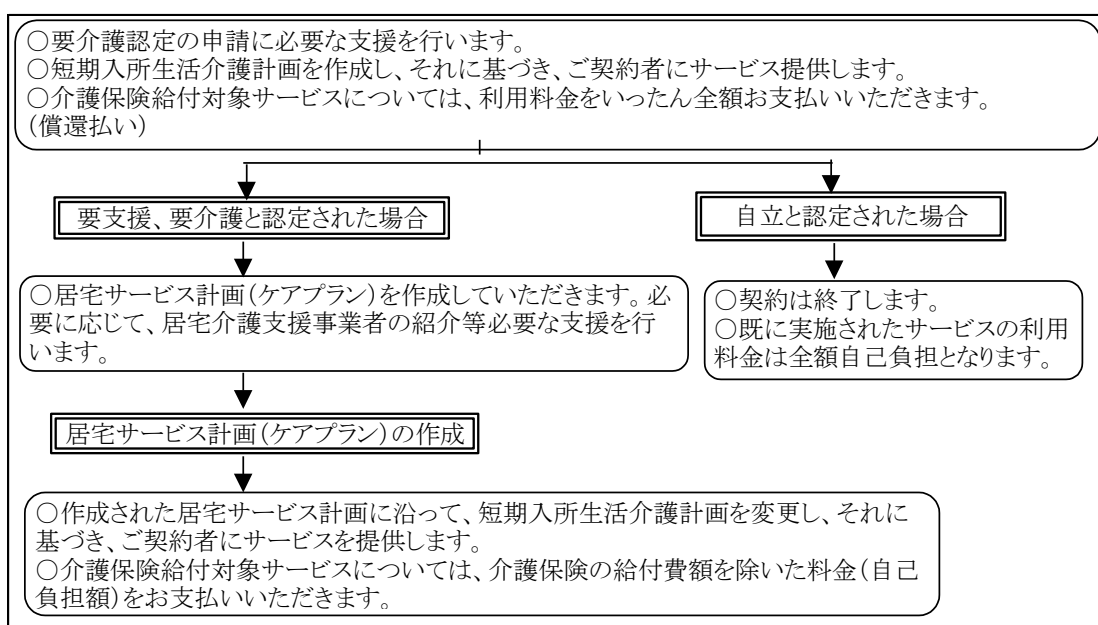 ○要介護認定の申請に必要な支援を行います。
○短期入所生活介護計画を作成し、それに基づき、ご契約者にサービス提供します。
○介護保険給付対象サービスについては、利用料金をいったん全額お支払いいただきます。
(償還払い)
要支援、要介護と認定された場合
自立と認定された場合
○居宅サービス計画(ケアプラン)を作成していただきます。必
要に応じて、居宅介護支援事業者の紹介等必要な支援を行
います。
○契約は終了します。
○既に実施されたサービスの利用
料金は全額自己負担となります。
居宅サービス計画(ケアプラン)の作成
○作成された居宅サービス計画に沿って、短期入所生活介護計画を変更し、それに
基づき、ご契約者にサービスを提供します。
○介護保険給付対象サービスについては、介護保険の給付費額を除いた料金(自己
負担額)をお支払いいただきます。